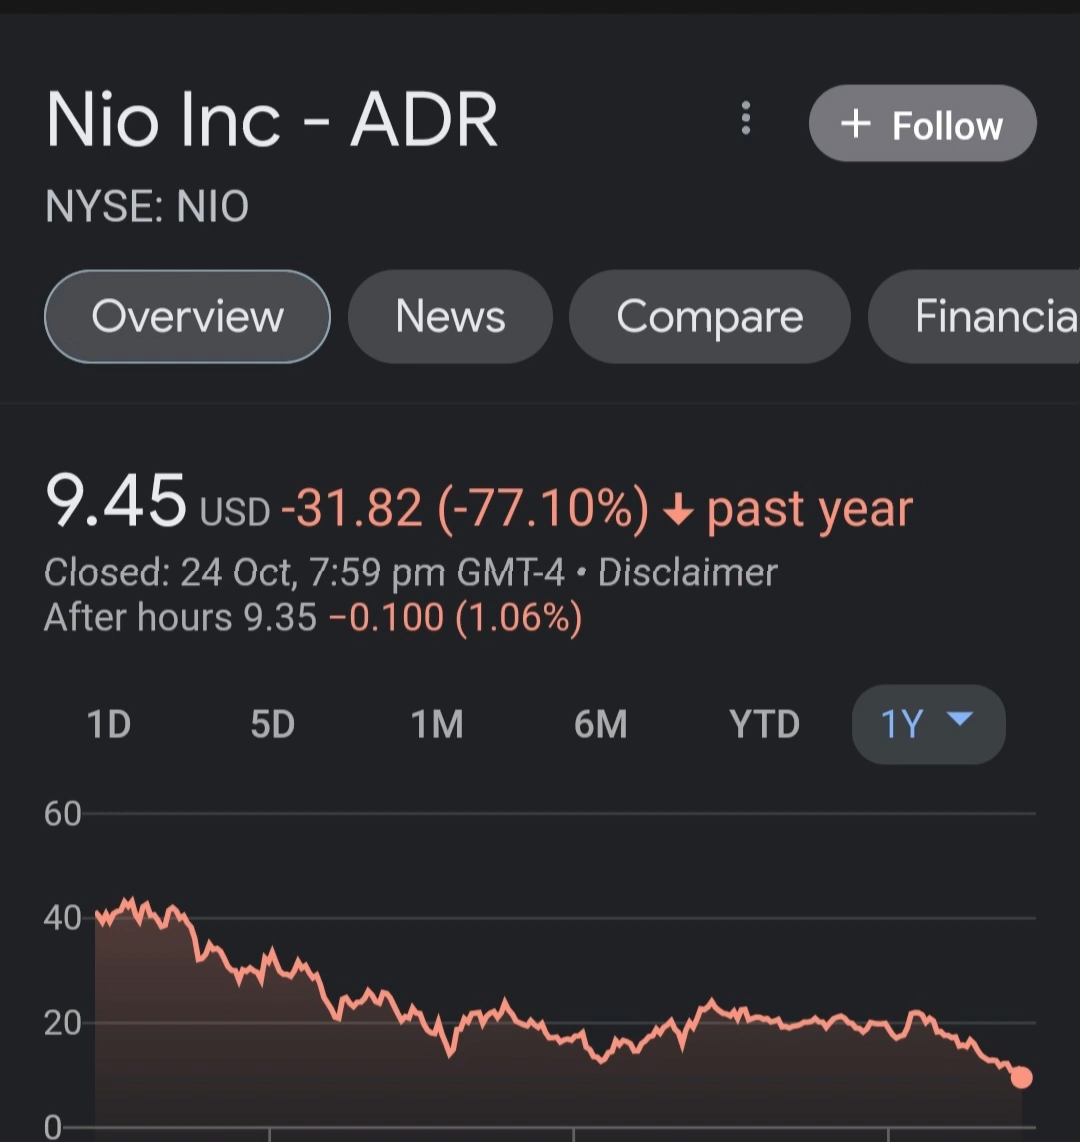 Nio Inc - ADR
+ Follow
NYSE: NIO
Overview News Compare Financia
9.45 USD -31.82 (-77.10%) ↓ past year
Closed: 24 Oct, 7:59 pm GMT-4 • Disclaimer
After hours 9.35 −0.100 (1.06%)
1D 5D 1M 6M YTD 1Y
60
40
20
0